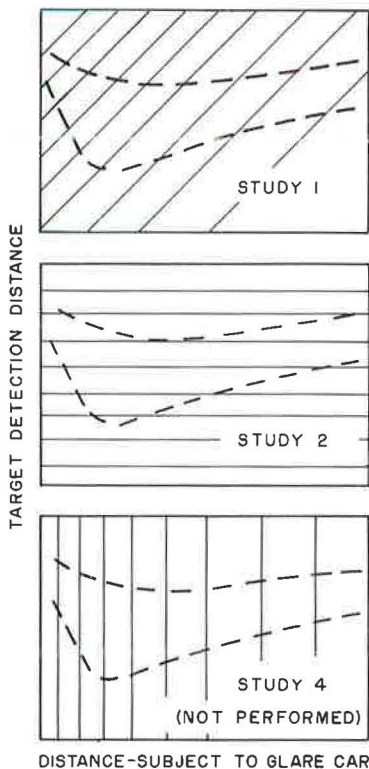 STUDY 1
TARGET DETECTION DISTANCE
STUDY 2
STUDY 4
(NOT PERFORMED)
DISTANCE-SUBJECT TO GLARE CAR